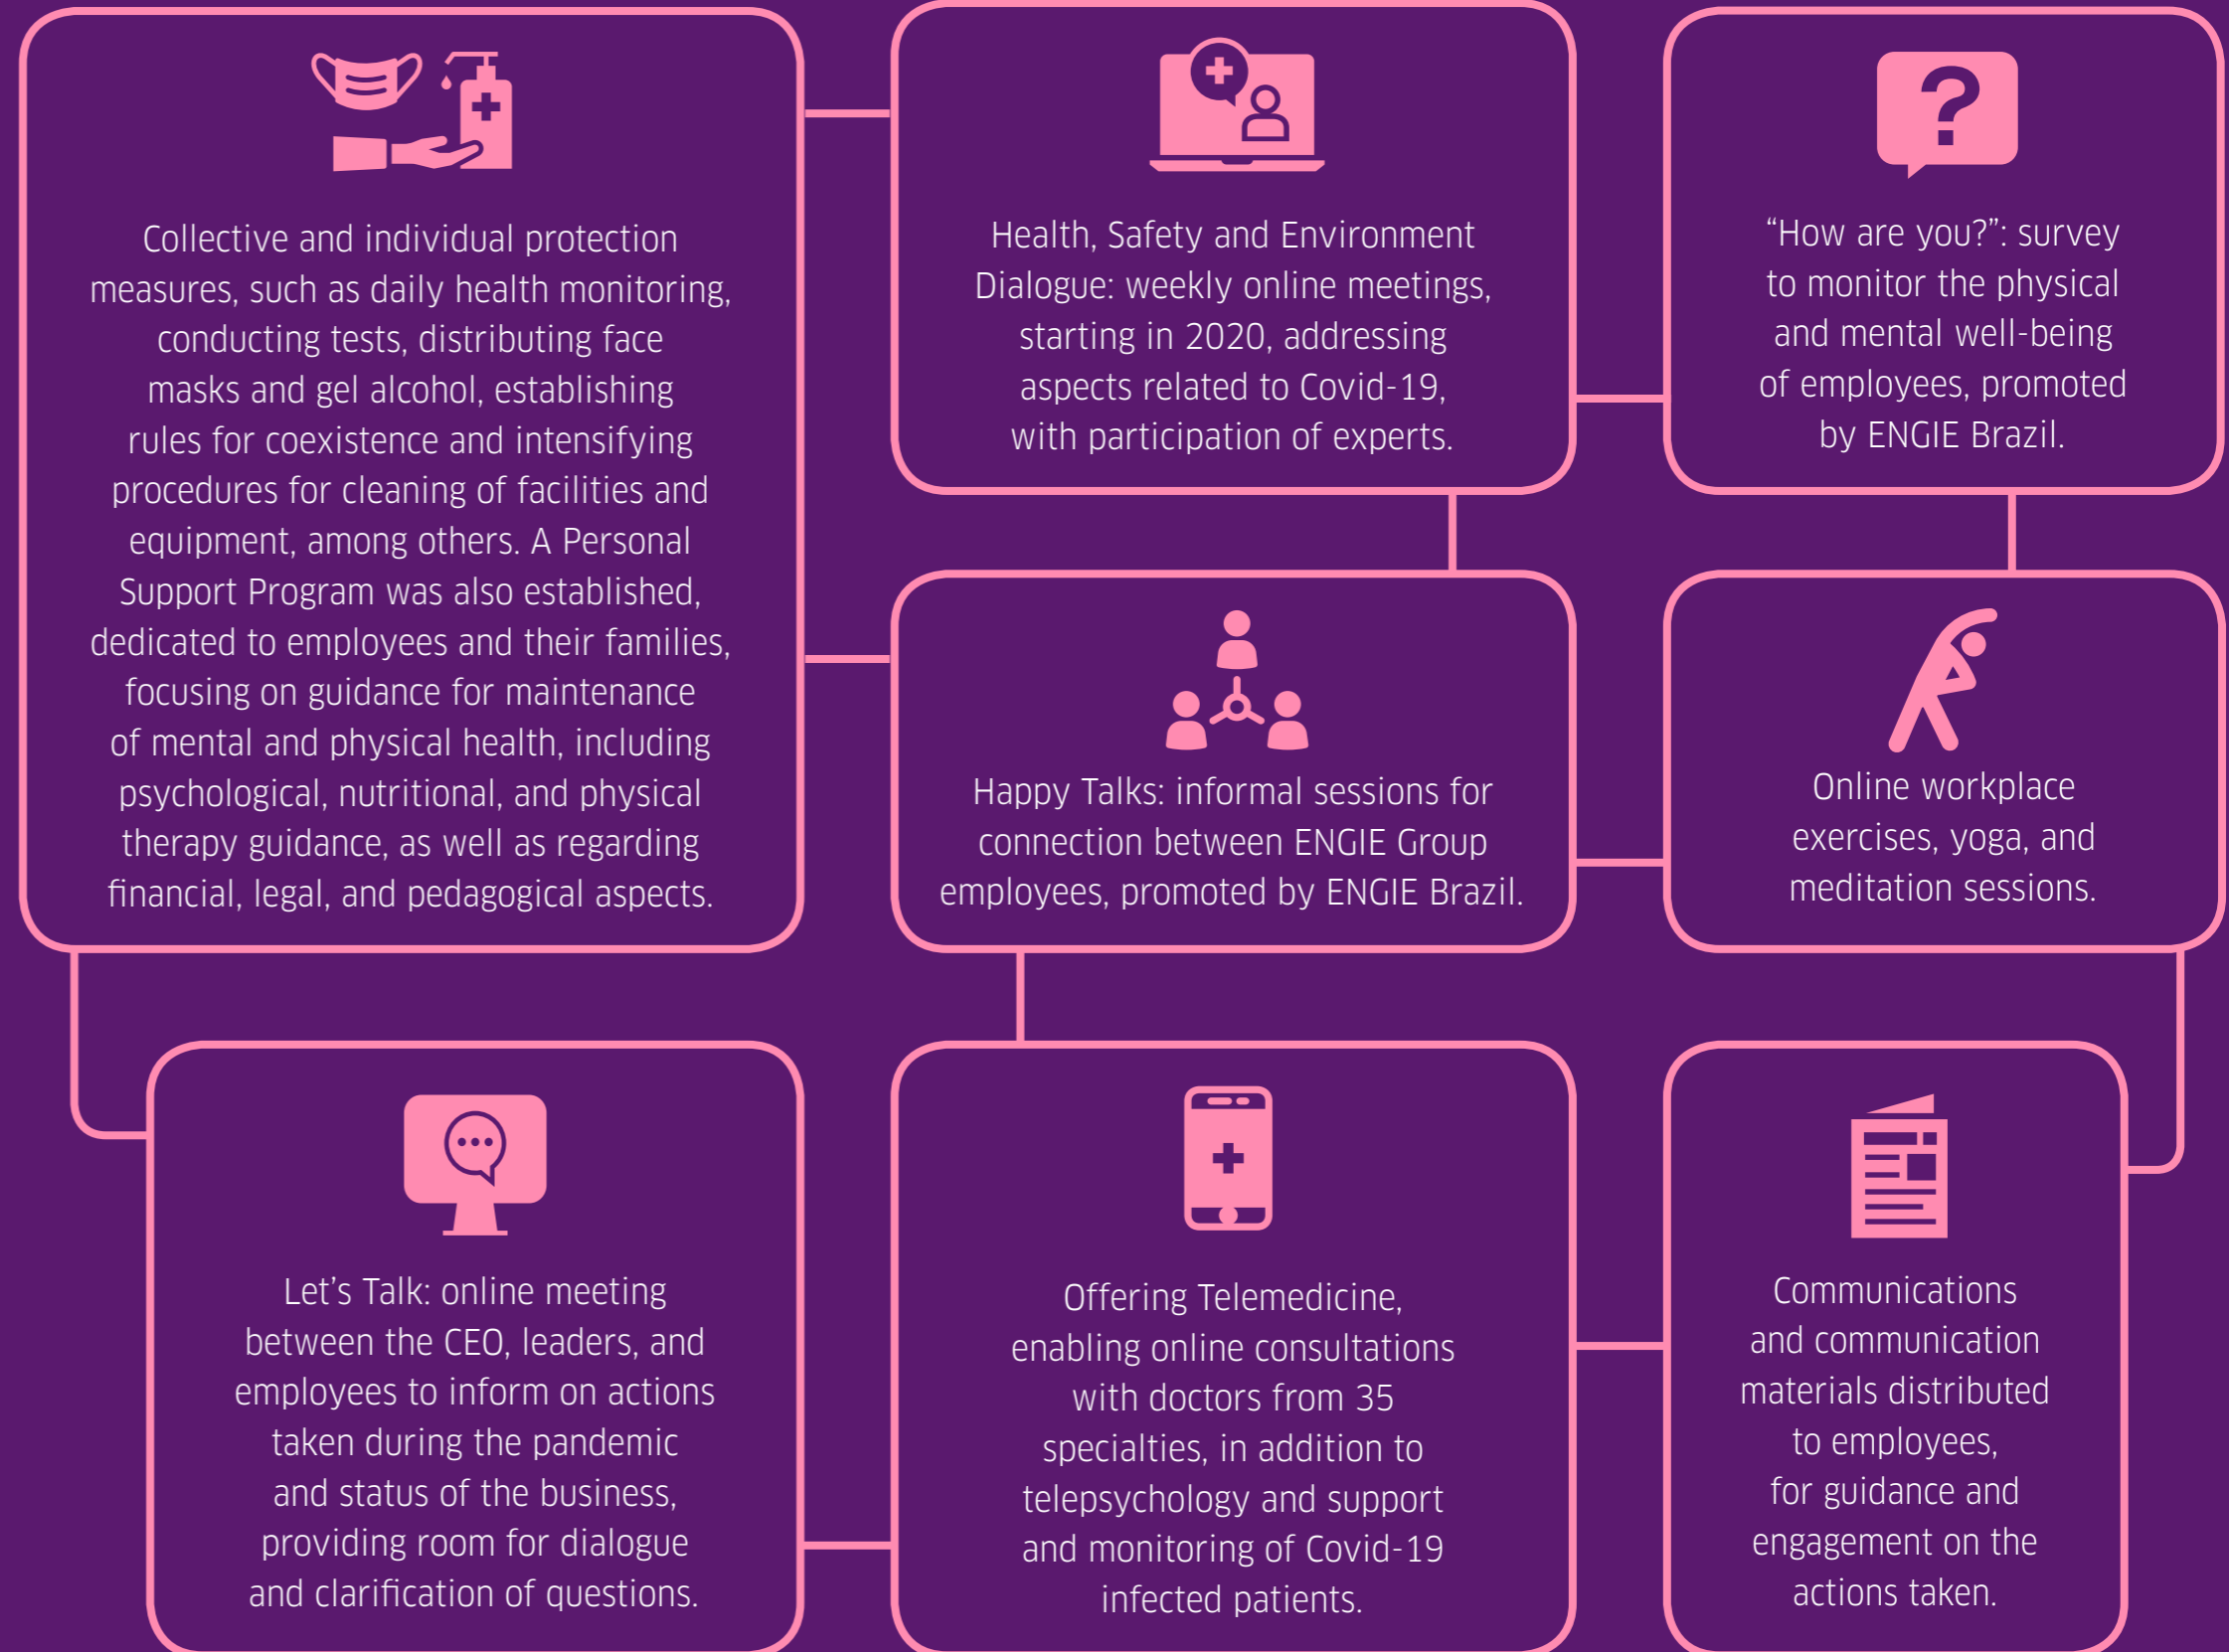 Collective and individual protection
measures, such as daily health monitoring,
conducting tests, distributing face
masks and gel alcohol, establishing
rules for coexistence and intensifying
procedures for cleaning of facilities and
equipment, among others. A Personal
Support Program was also established,
dedicated to employees and their families,
focusing on guidance for maintenance
of mental and physical health, including
psychological, nutritional, and physical
therapy guidance, as well as regarding
financial, legal, and pedagogical aspects.
Health, Safety and Environment
Dialogue: weekly online meetings,
starting in 2020, addressing
aspects related to Covid-19,
with participation of experts.
“How are you?”: survey
to monitor the physical
and mental well-being
of employees, promoted
by ENGIE Brazil.
Happy Talks: informal sessions for
connection between ENGIE Group
employees, promoted by ENGIE Brazil.
Online workplace
exercises, yoga, and
meditation sessions.
Let’s Talk: online meeting
between the CEO, leaders, and
employees to inform on actions
taken during the pandemic
and status of the business,
providing room for dialogue
and clarification of questions.
Offering Telemedicine,
enabling online consultations
with doctors from 35
specialties, in addition to
telepsychology and support
and monitoring of Covid-19
infected patients.
Communications
and communication
materials distributed
to employees,
for guidance and
engagement on the
actions taken.